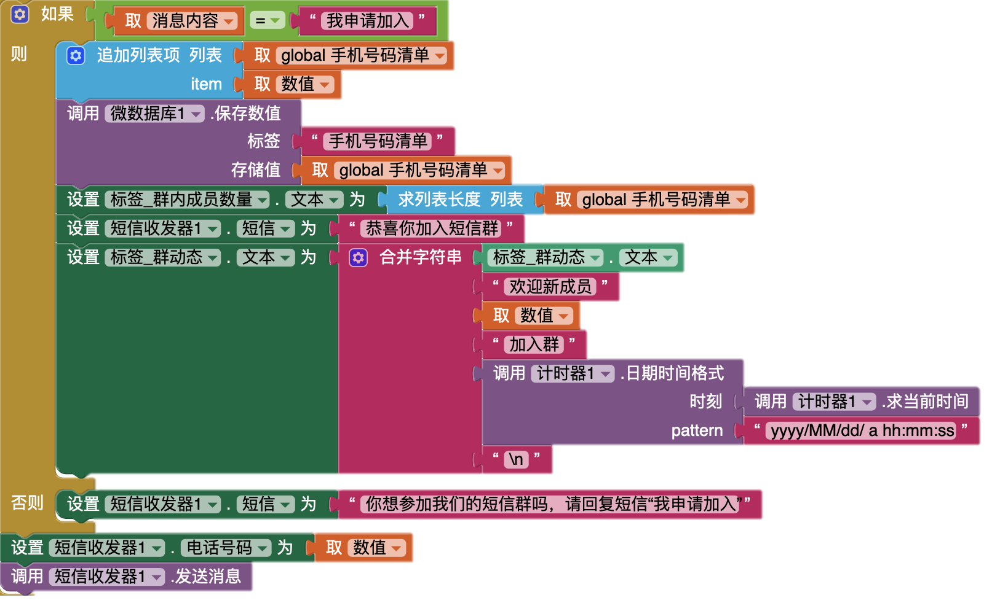 如果 取 消息内容 = “ 我申请加入 ”
则 追加列表项 列表 取 global 手机号码清单
item 取 数值
调用 微数据库1 .保存数值
标签 “ 手机号码清单 ”
存储值 取 global 手机号码清单
设置 标签_群内成员数量 . 文本 为 求列表长度 列表 取 global 手机号码清单
设置 短信收发器1 . 短信 为 “ 恭喜你加入短信群 ”
设置 标签_群动态 . 文本 为 合并字符串 标签_群动态 . 文本
“ 欢迎新成员 ”
取 数值
“ 加入群 ”
调用 计时器1 .日期时间格式
时刻 调用 计时器1 .求当前时间
pattern “ yyyy/MM/dd/ a hh:mm:ss ”
“ \n ”
否则 设置 短信收发器1 . 短信 为 “ 你想参加我们的短信群吗，请回复短信“我申请加入” ”
设置 短信收发器1 . 电话号码 为 取 数值
调用 短信收发器1 .发送消息